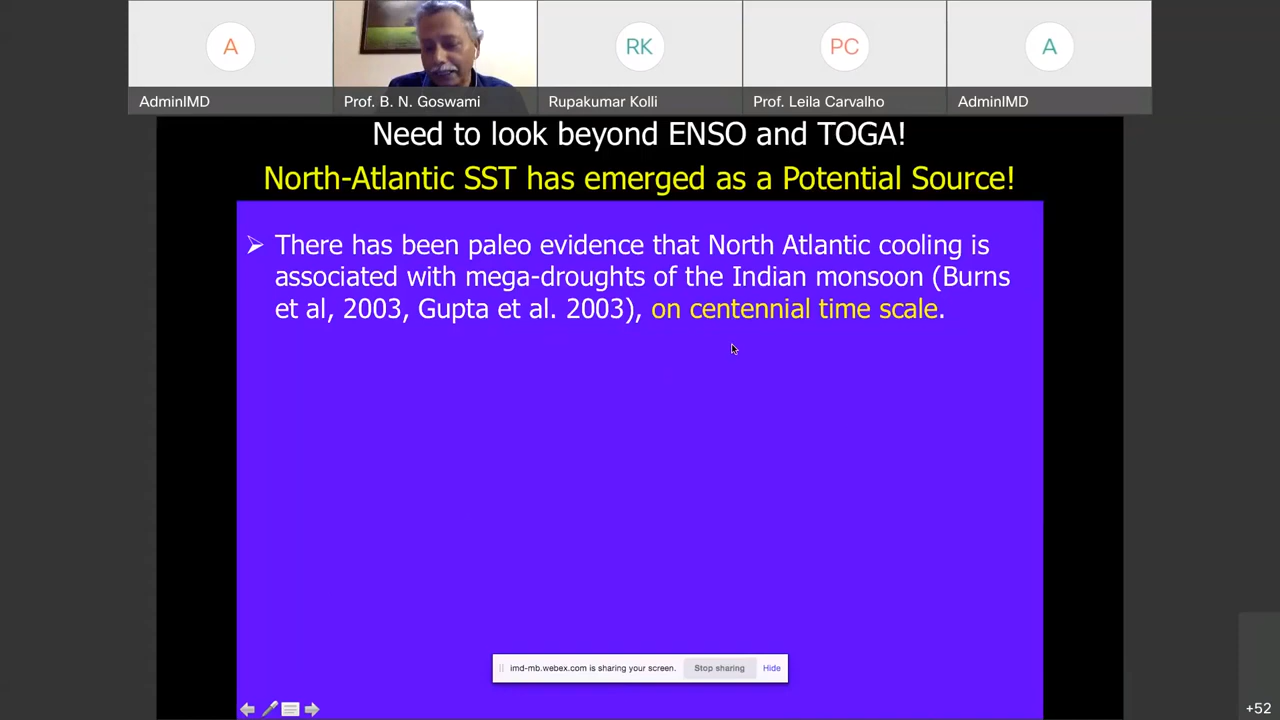 A
RK
PC
A
AdminIMD
Prof. B. N. Goswami
Rupakumar Kolli
Prof. Leila Carvalho
AdminIMD
Need to look beyond ENSO and TOGA!
North-Atlantic SST has emerged as a Potential Source!
➢ There has been paleo evidence that North Atlantic cooling is
associated with mega-droughts of the Indian monsoon (Burns
et al, 2003, Gupta et al. 2003), on centennial time scale.
imd-mb.webex.com is sharing your screen.
Stop sharing
Hide
+52